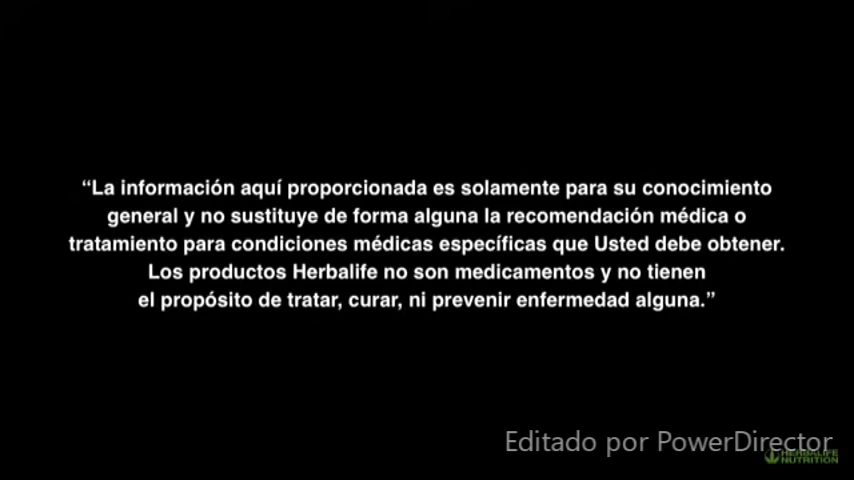 “La información aquí proporcionada es solamente para su conocimiento
general y no sustituye de forma alguna la recomendación médica o
tratamiento para condiciones médicas específicas que Usted debe obtener.
Los productos Herbalife no son medicamentos y no tienen
el propósito de tratar, curar, ni prevenir enfermedad alguna.”
Editado por PowerDirector
HERBALIFE
NUTRITION